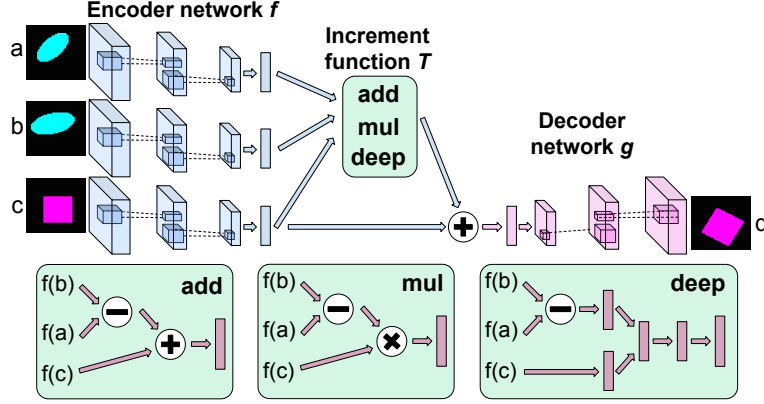 Encoder network f
a
b
c
Increment
function T
add
mul
deep
Decoder
network g
d
add
f(b)
f(a)
f(c)
mul
f(b)
f(a)
f(c)
deep
f(b)
f(a)
f(c)